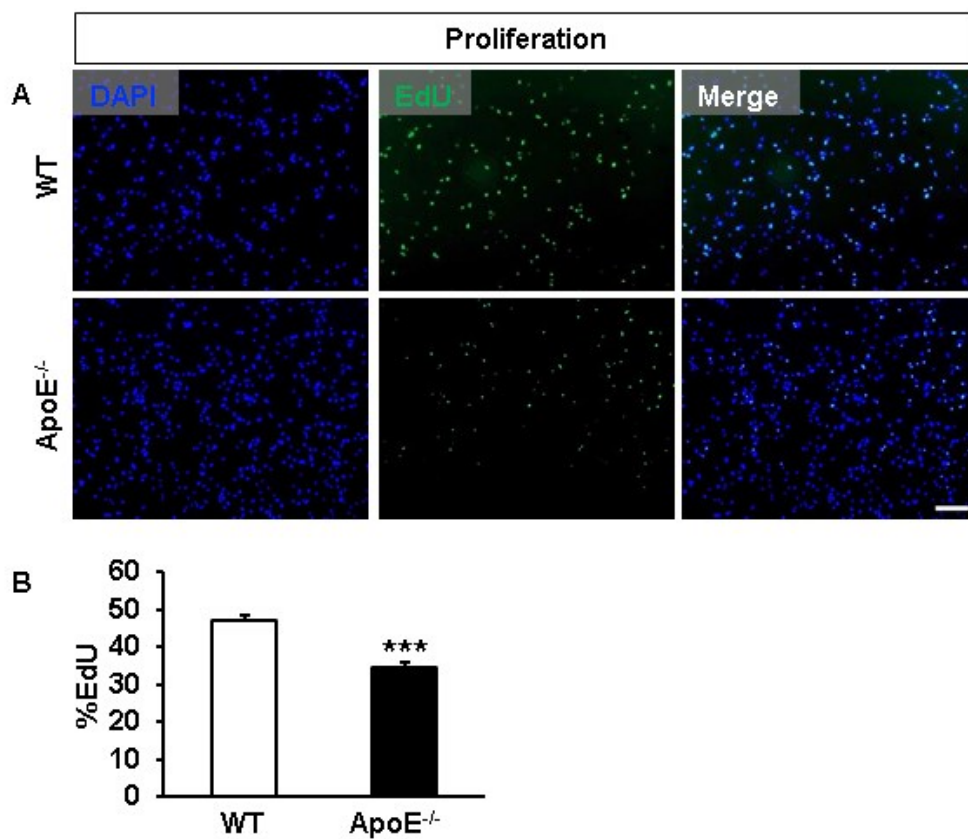 Proliferation
A
DAPI
EdU
Merge
WT
ApoE-/-
B
60
50
40
30
20
10
0
%EdU
***
WT
ApoE-/-